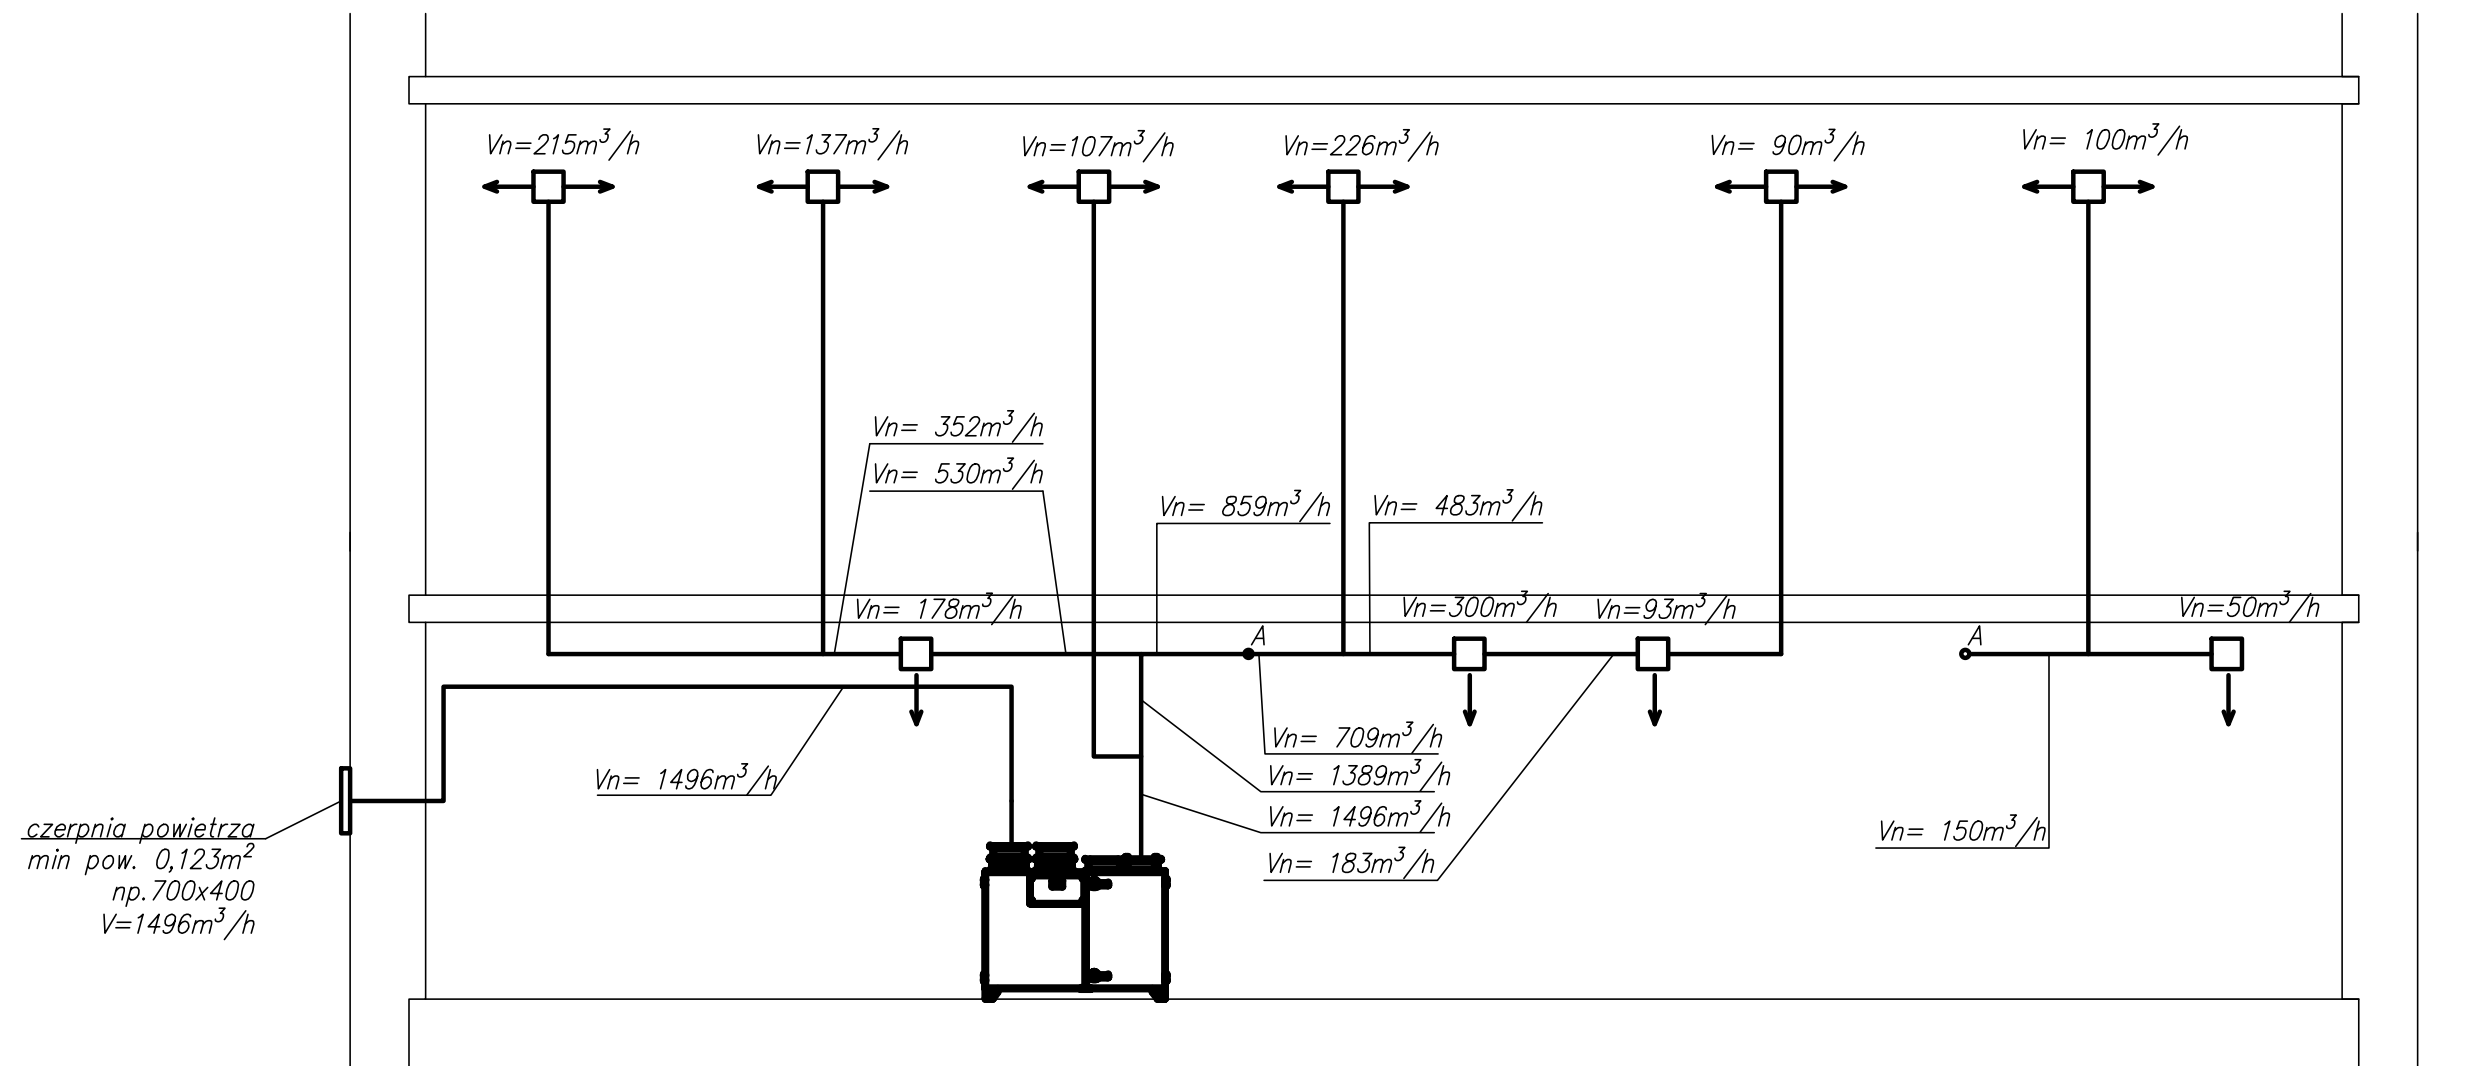 Vn=215m³/h
Vn=137m³/h
Vn=107m³/h
Vn=226m³/h
Vn= 90m³/h
Vn= 100m³/h
Vn= 352m³/h
Vn= 530m³/h
Vn= 859m³/h
Vn= 483m³/h
Vn= 178m³/h
Vn=300m³/h
Vn=93m³/h
Vn=50m³/h
A
A
Vn= 709m³/h
Vn= 1389m³/h
Vn= 1496m³/h
Vn= 183m³/h
Vn= 1496m³/h
Vn= 150m³/h
czerpnia powietrza
min pow. 0,123m²
np.700x400
V=1496m³/h